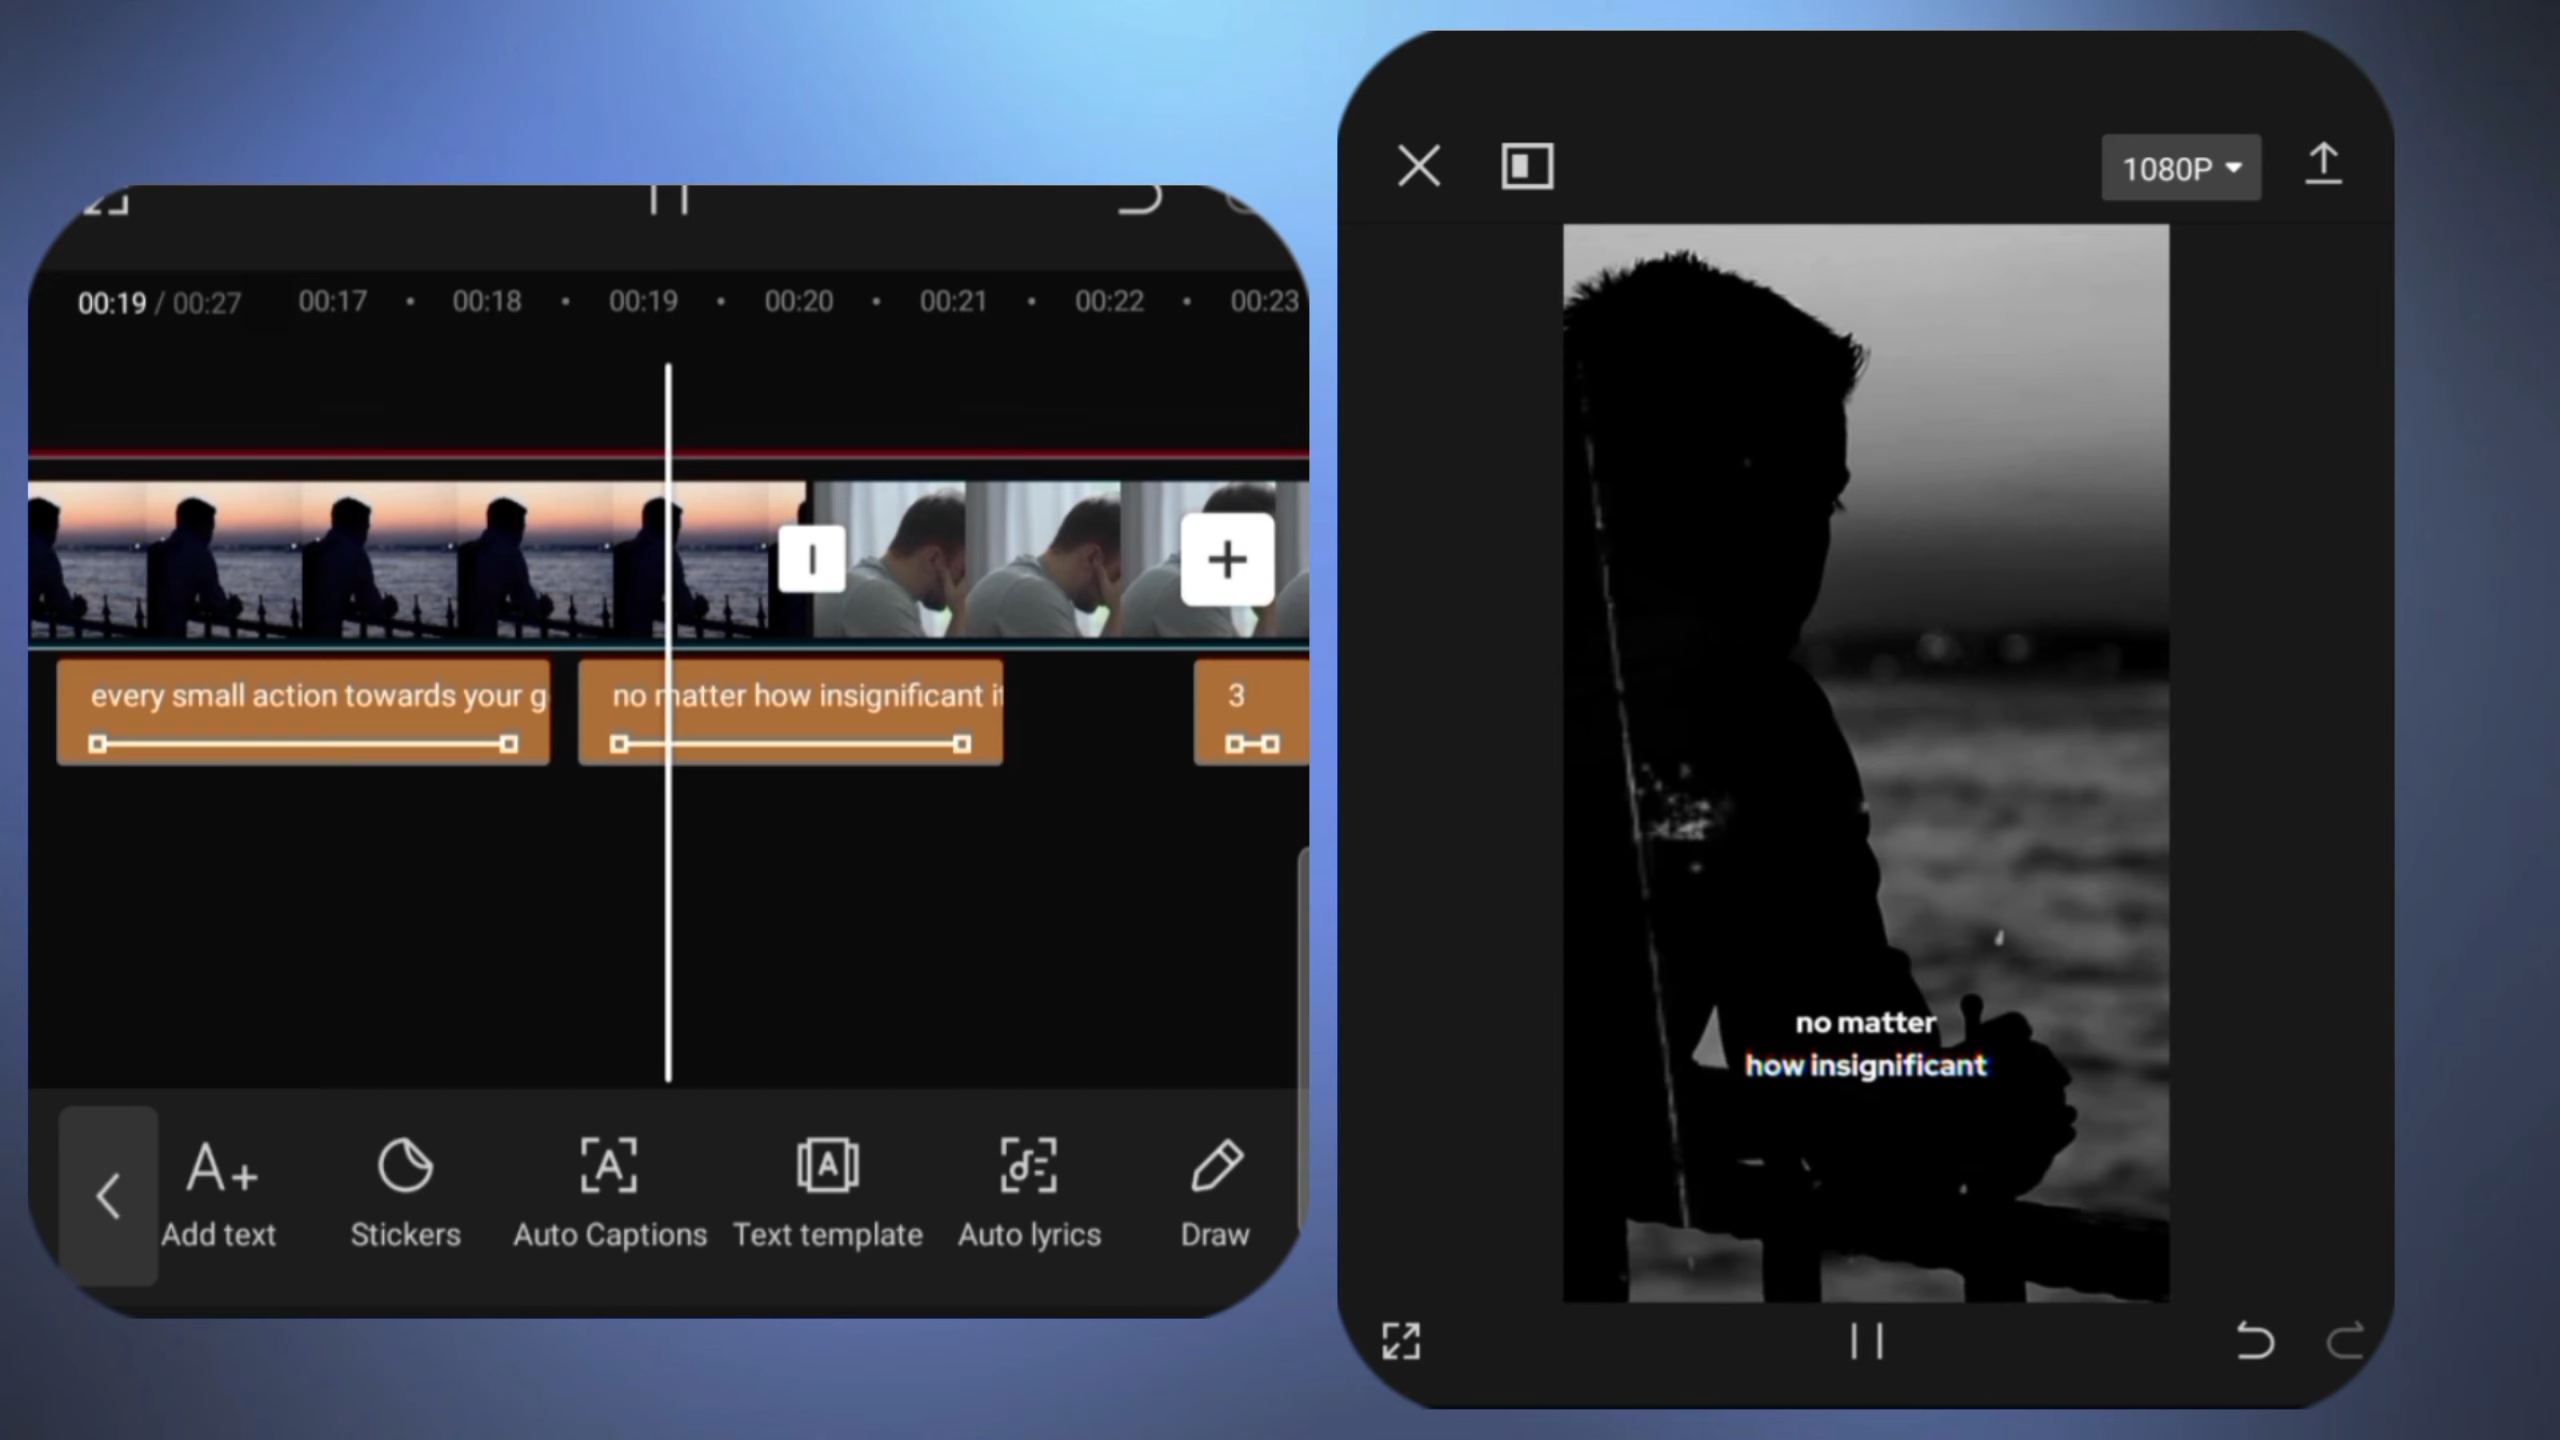 00:19 / 00:27 00:17 • 00:18 • 00:19 • 00:20 • 00:21 • 00:22 • 00:23
every small action towards your g
no matter how insignificant it
3
A+
A
A
Add text
Stickers
Auto Captions
Text template
Auto lyrics
Draw
1080P
no matter
how insignificant